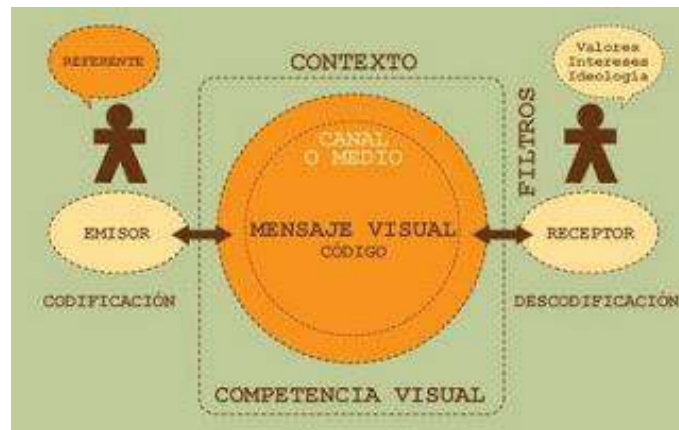 REFERENTE
CONTEXTO
Valores
Intereses
Ideología
FILTROS
CANAL
O MEDIO
EMISOR
MENSAJE VISUAL
CÓDIGO
RECEPTOR
CODIFICACIÓN
DESCODIFICACIÓN
COMPETENCIA VISUAL